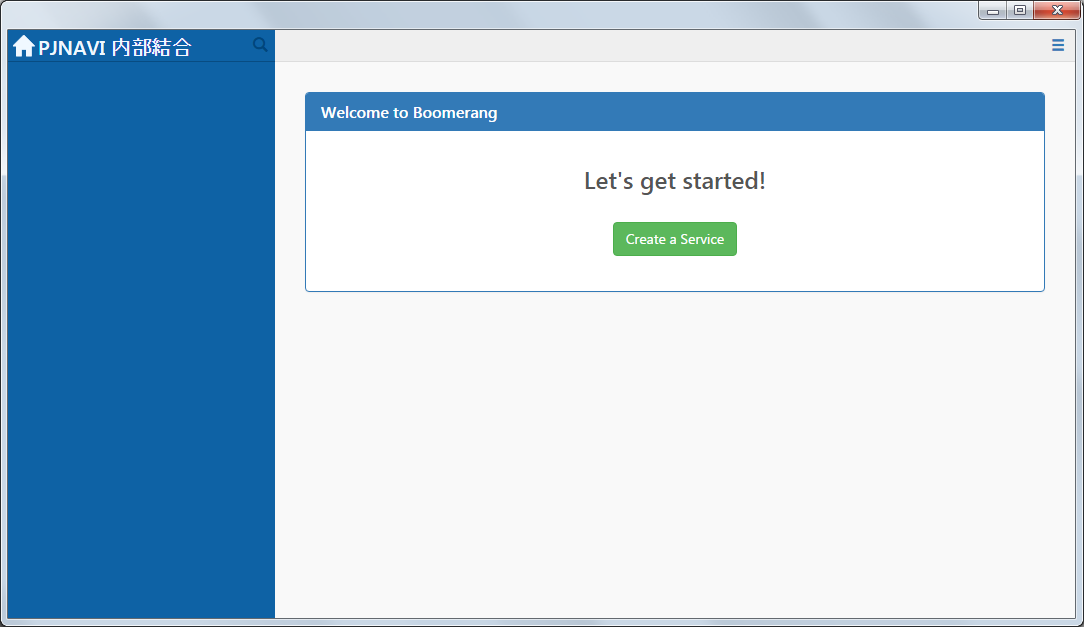 PJNAVI 内部結合
Welcome to Boomerang
Let's get started!
Create a Service